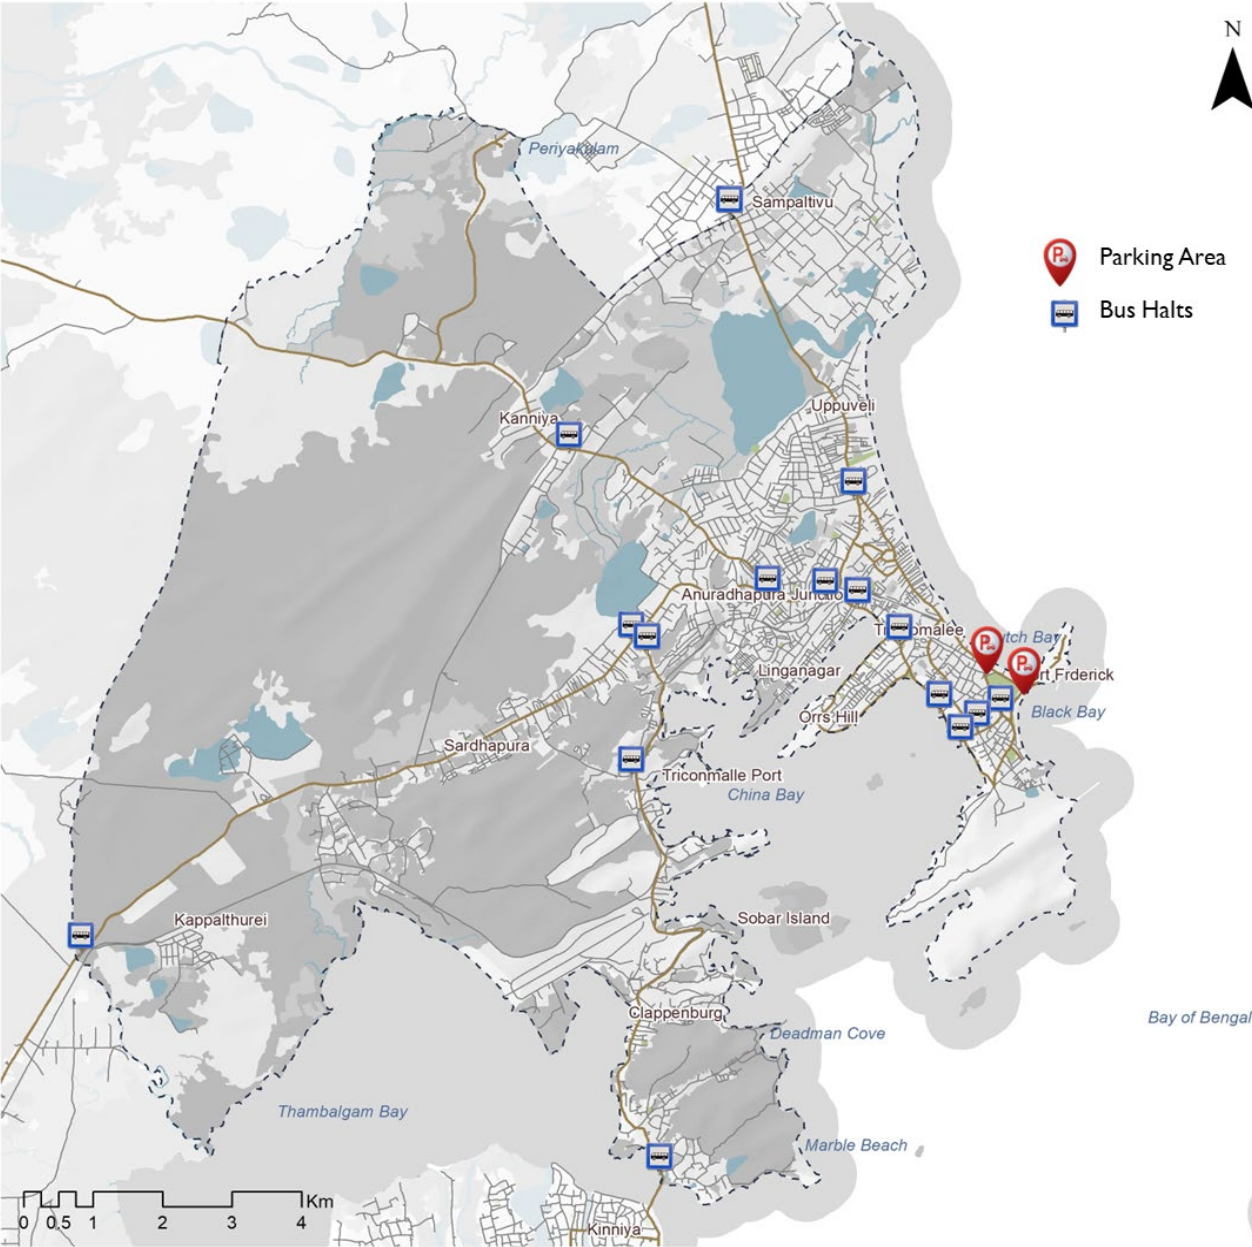 N
Periyakulam
Sampaltivu
Parking Area
Bus Halts
Uppuveli
Kanniya
Anuradhapura Junctio
Tr
omalee
utch Bay
Linganagar
rt Frderick
Orrs Hill
Black Bay
Sardhapura
Triconmalle Port
China Bay
Kappalthurei
Sobar Island
Clappenburg
Bay of Bengal
Deadman Cove
Thambalgam Bay
Marble Beach
Km
0 0.5 1 2 3 4
Kinniya